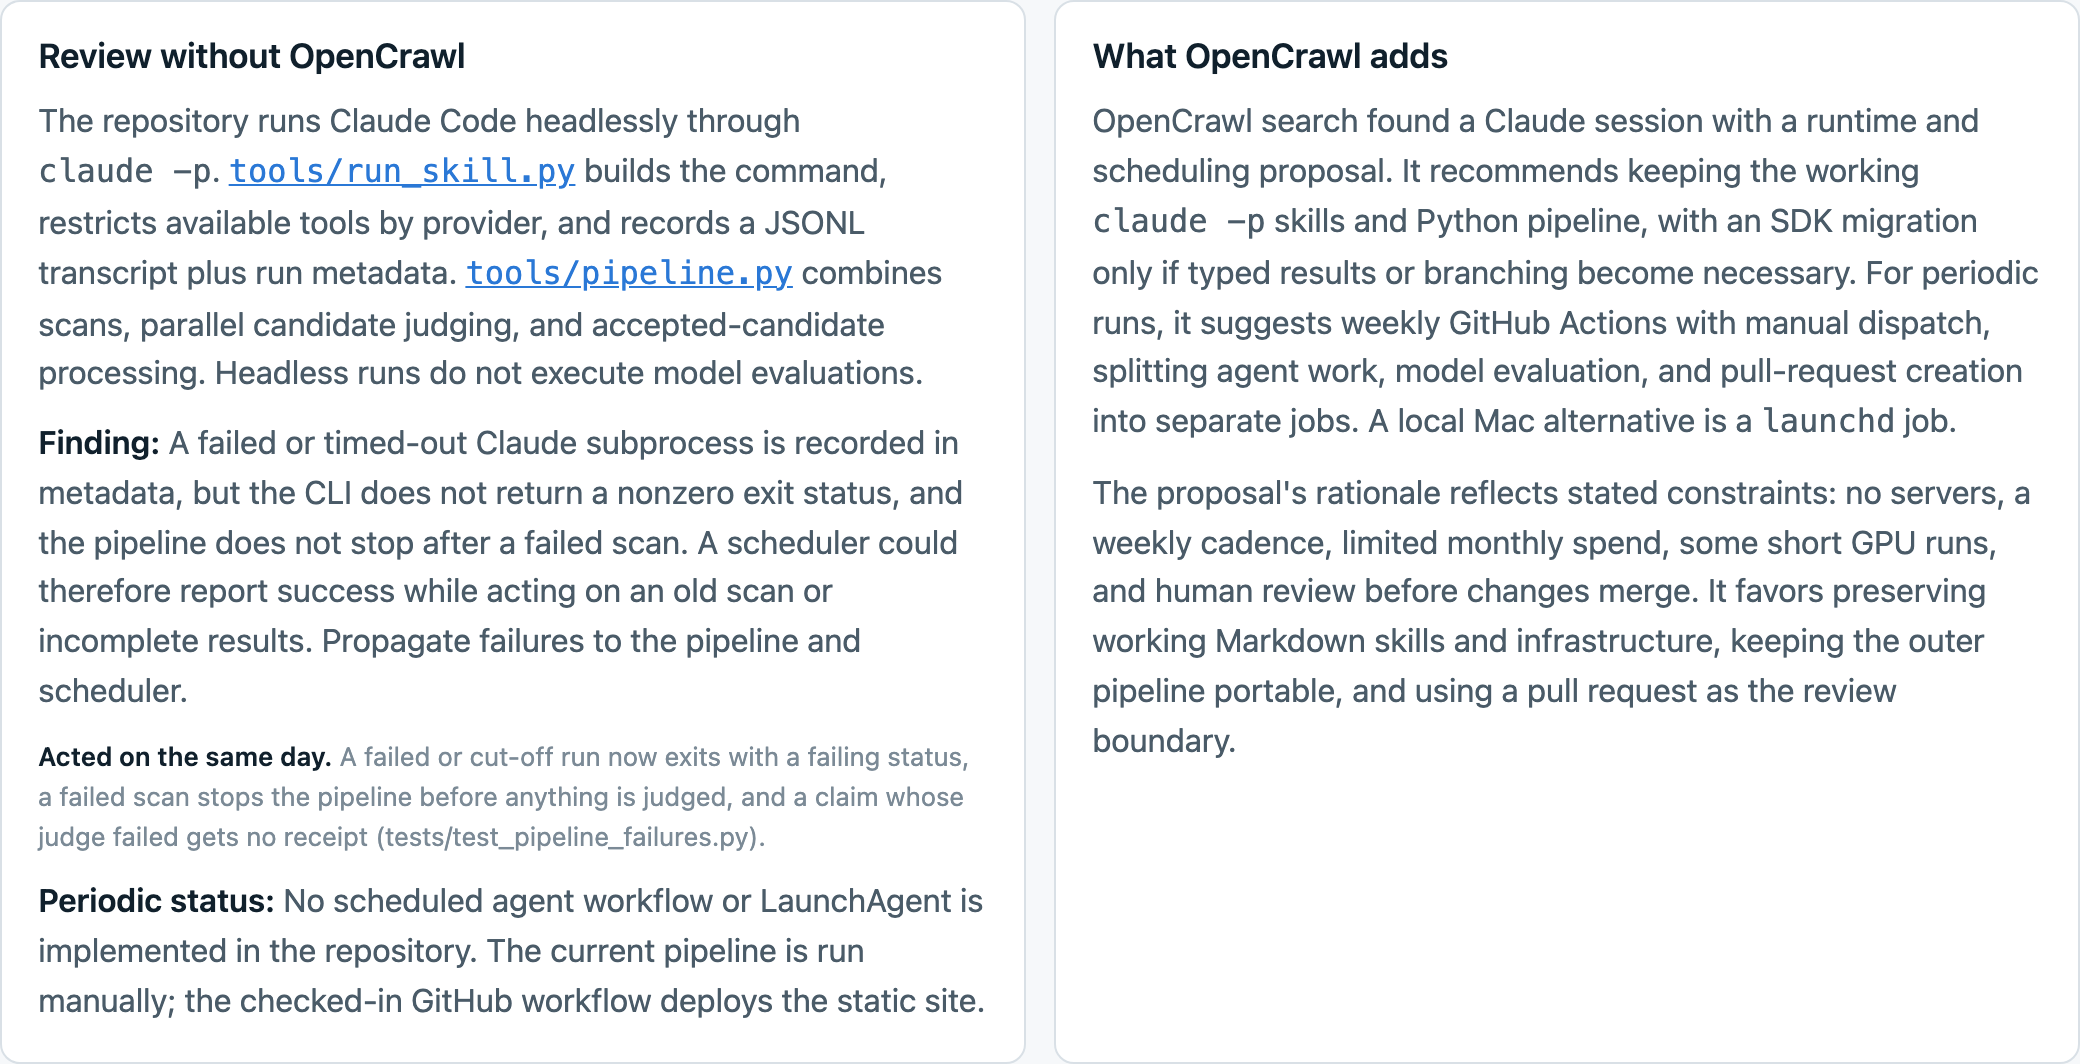 Review without OpenCrawl
The repository runs Claude Code headlessly through
claude -p. tools/run_skill.py builds the command,
restricts available tools by provider, and records a JSONL
transcript plus run metadata. tools/pipeline.py combines
scans, parallel candidate judging, and accepted-candidate
processing. Headless runs do not execute model evaluations.
Finding: A failed or timed-out Claude subprocess is recorded in
metadata, but the CLI does not return a nonzero exit status, and
the pipeline does not stop after a failed scan. A scheduler could
therefore report success while acting on an old scan or
incomplete results. Propagate failures to the pipeline and
scheduler.
Acted on the same day. A failed or cut-off run now exits with a failing status,
a failed scan stops the pipeline before anything is judged, and a claim whose
judge failed gets no receipt (tests/test_pipeline_failures.py).
Periodic status: No scheduled agent workflow or LaunchAgent is
implemented in the repository. The current pipeline is run
manually; the checked-in GitHub workflow deploys the static site.
What OpenCrawl adds
OpenCrawl search found a Claude session with a runtime and
scheduling proposal. It recommends keeping the working
claude -p skills and Python pipeline, with an SDK migration
only if typed results or branching become necessary. For periodic
runs, it suggests weekly GitHub Actions with manual dispatch,
splitting agent work, model evaluation, and pull-request creation
into separate jobs. A local Mac alternative is a launchd job.
The proposal's rationale reflects stated constraints: no servers, a
weekly cadence, limited monthly spend, some short GPU runs,
and human review before changes merge. It favors preserving
working Markdown skills and infrastructure, keeping the outer
pipeline portable, and using a pull request as the review
boundary.